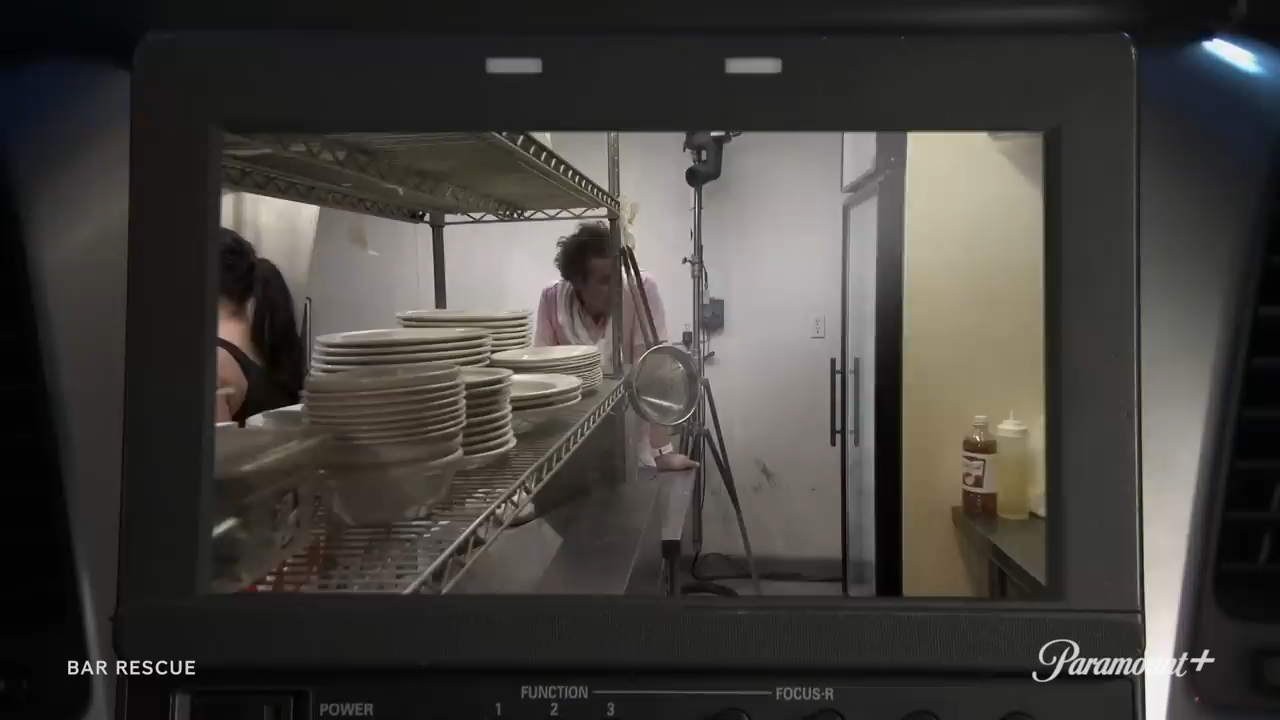 BAR RESCUE
Paramount+
FUNCTION
FOCUS-R
POWER
1 2 3